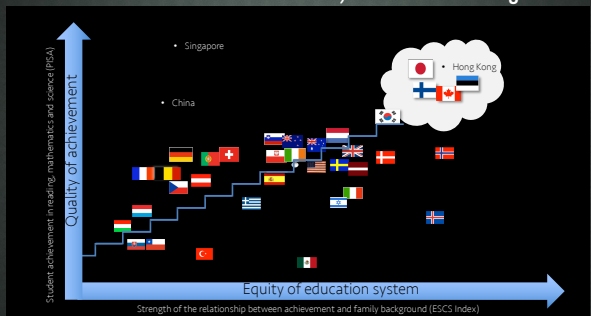 Singapore
Hong Kong
China
Quality of achievement
Student achievement in reading, mathematics and science (PISA)
Equity of education system
Strength of the relationship between achievement and family background (ESCS Index)